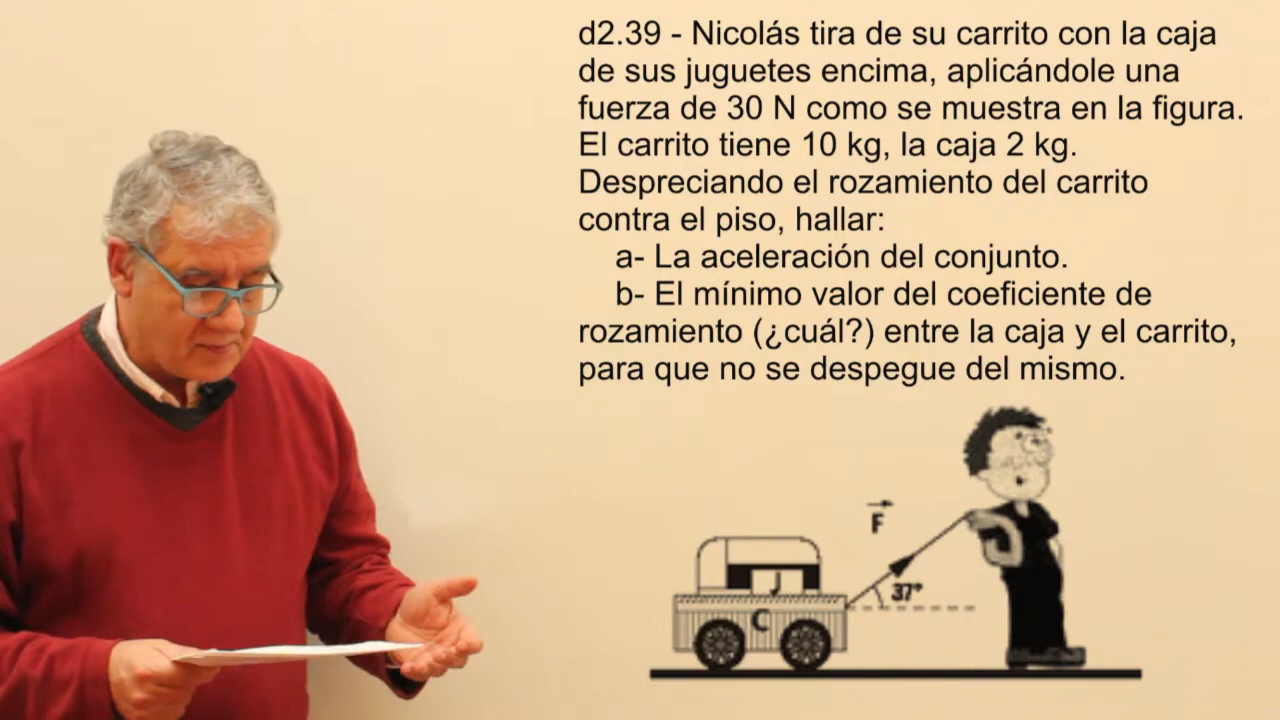 d2.39 - Nicolás tira de su carrito con la caja
de sus juguetes encima, aplicándole una
fuerza de 30 N como se muestra en la figura.
El carrito tiene 10 kg, la caja 2 kg.
Despreciando el rozamiento del carrito
contra el piso, hallar:
a- La aceleración del conjunto.
b- El mínimo valor del coeficiente de
rozamiento (¿cuál?) entre la caja y el carrito,
para que no se despegue del mismo.
F
37°
J
C